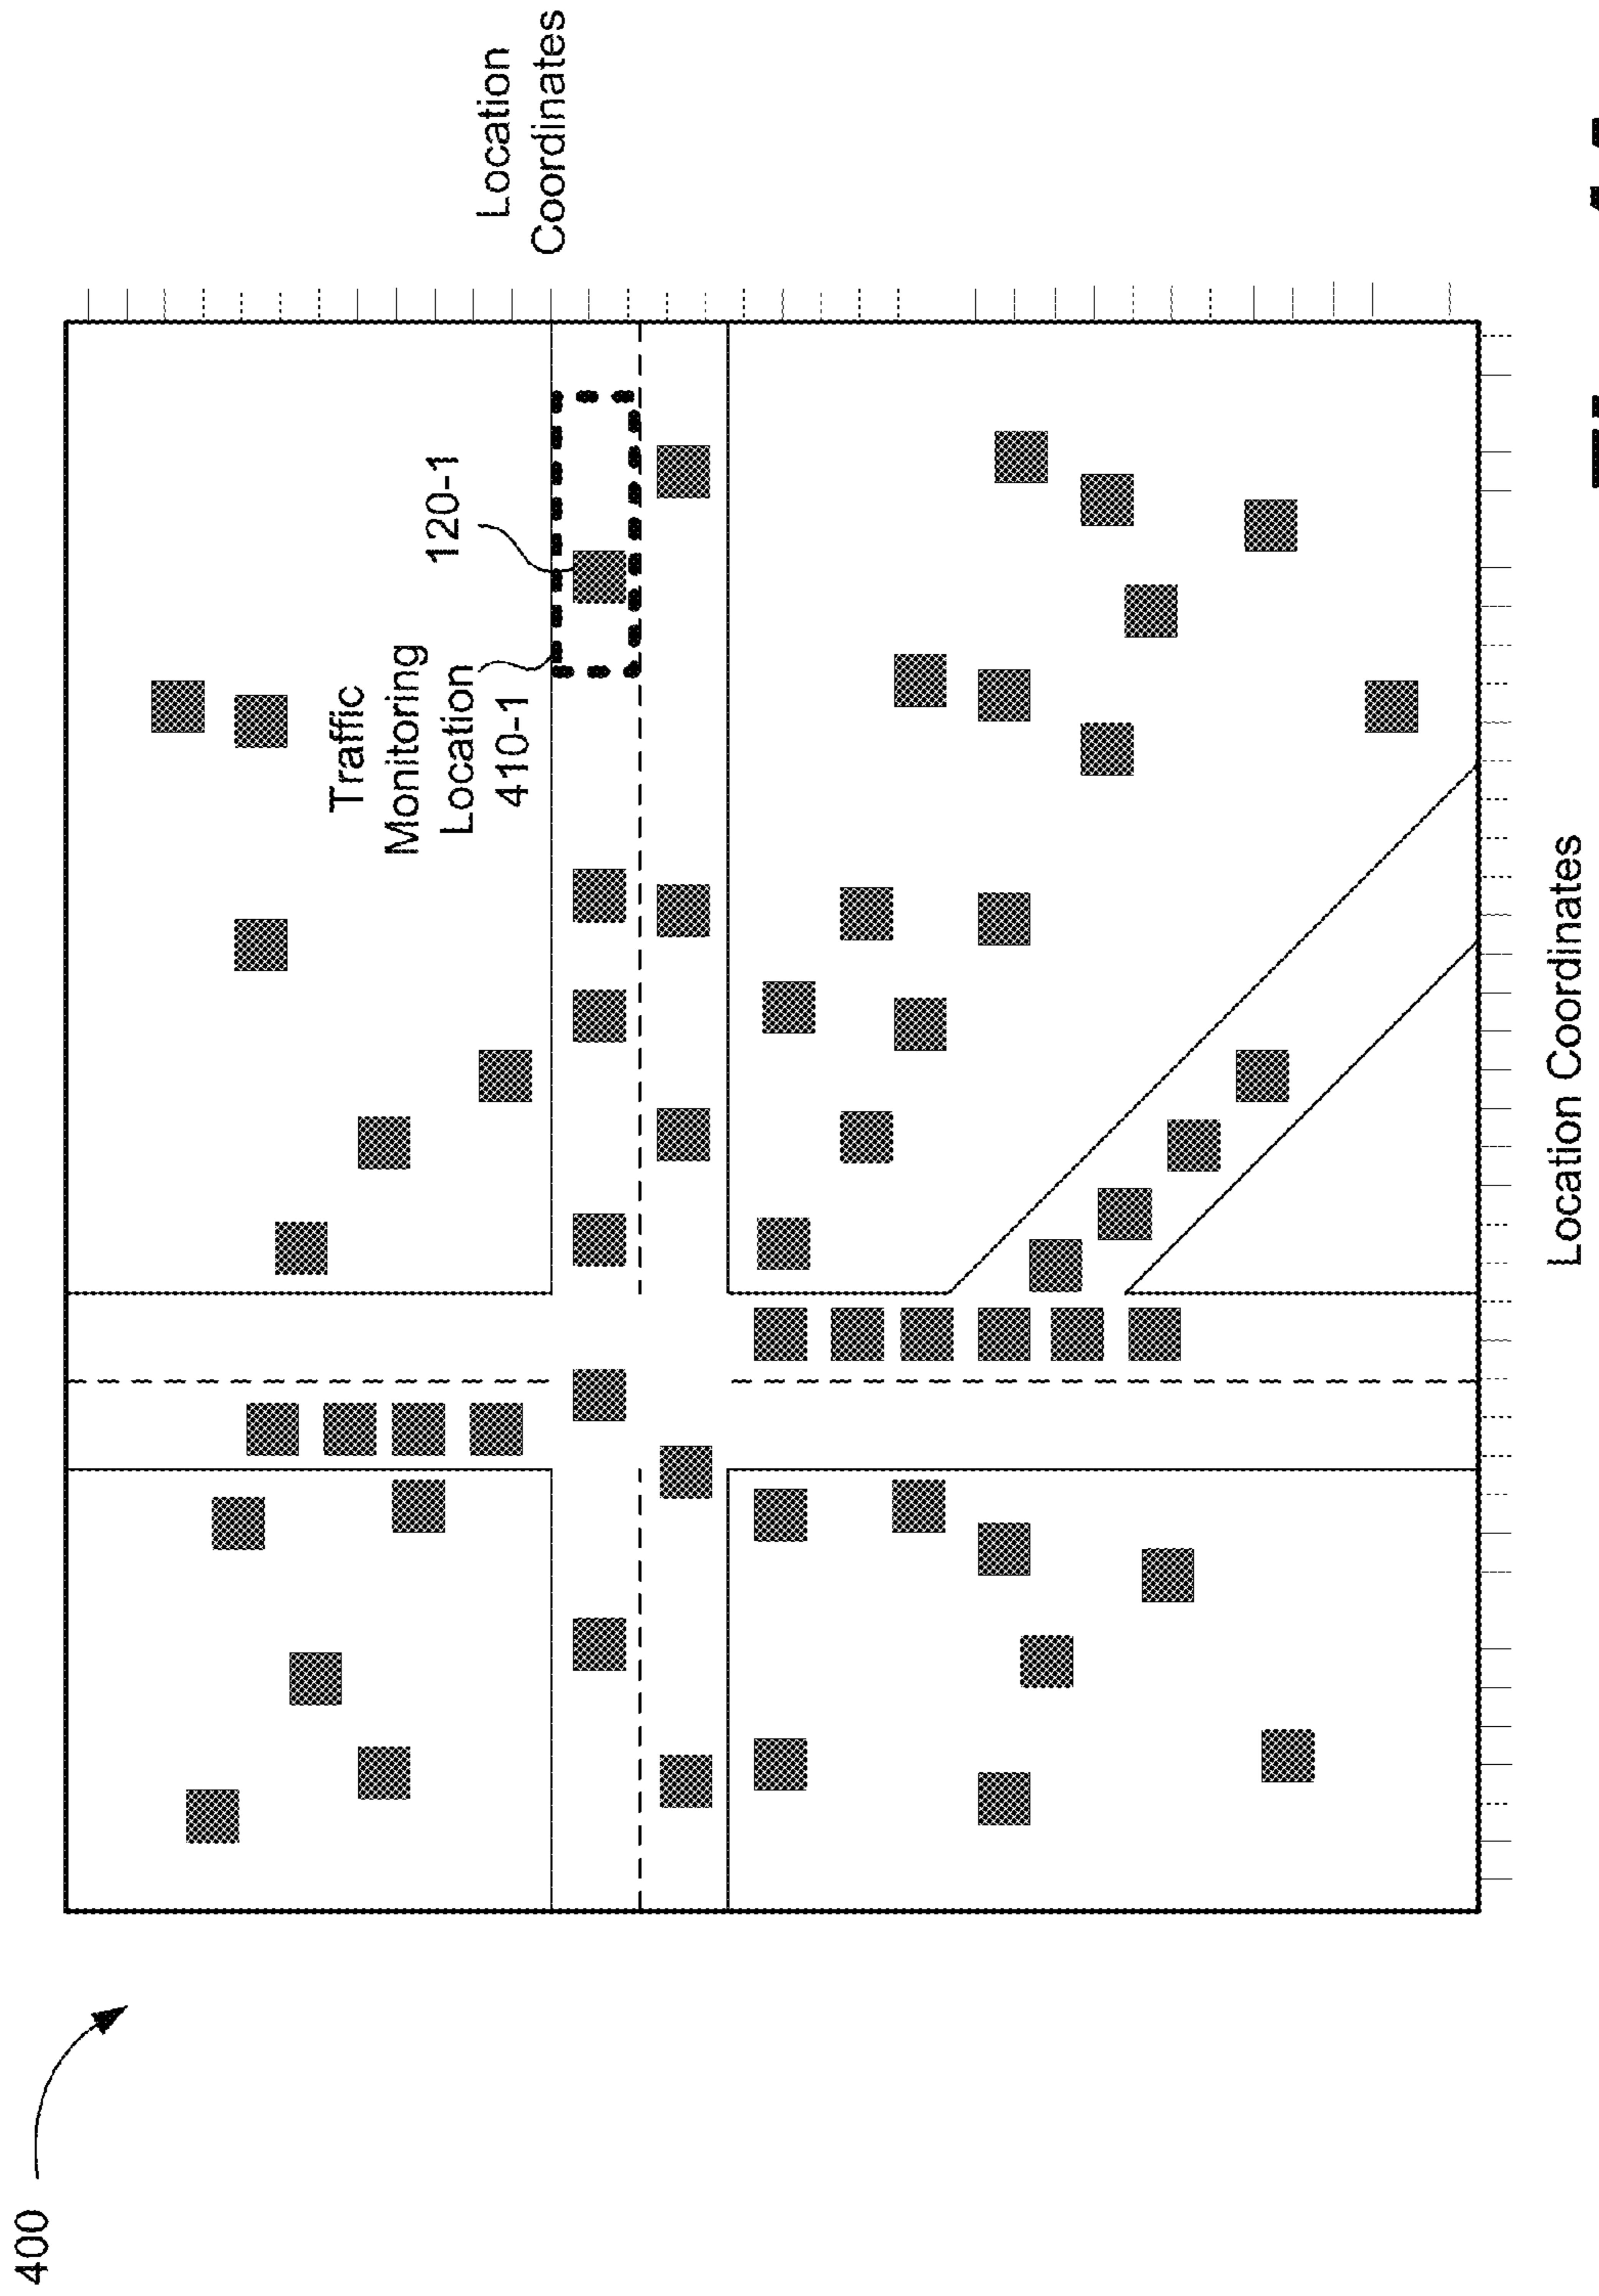 400
Traffic
Monitoring
Location
410-1
120-1
Location
Coordinates
Location Coordinates